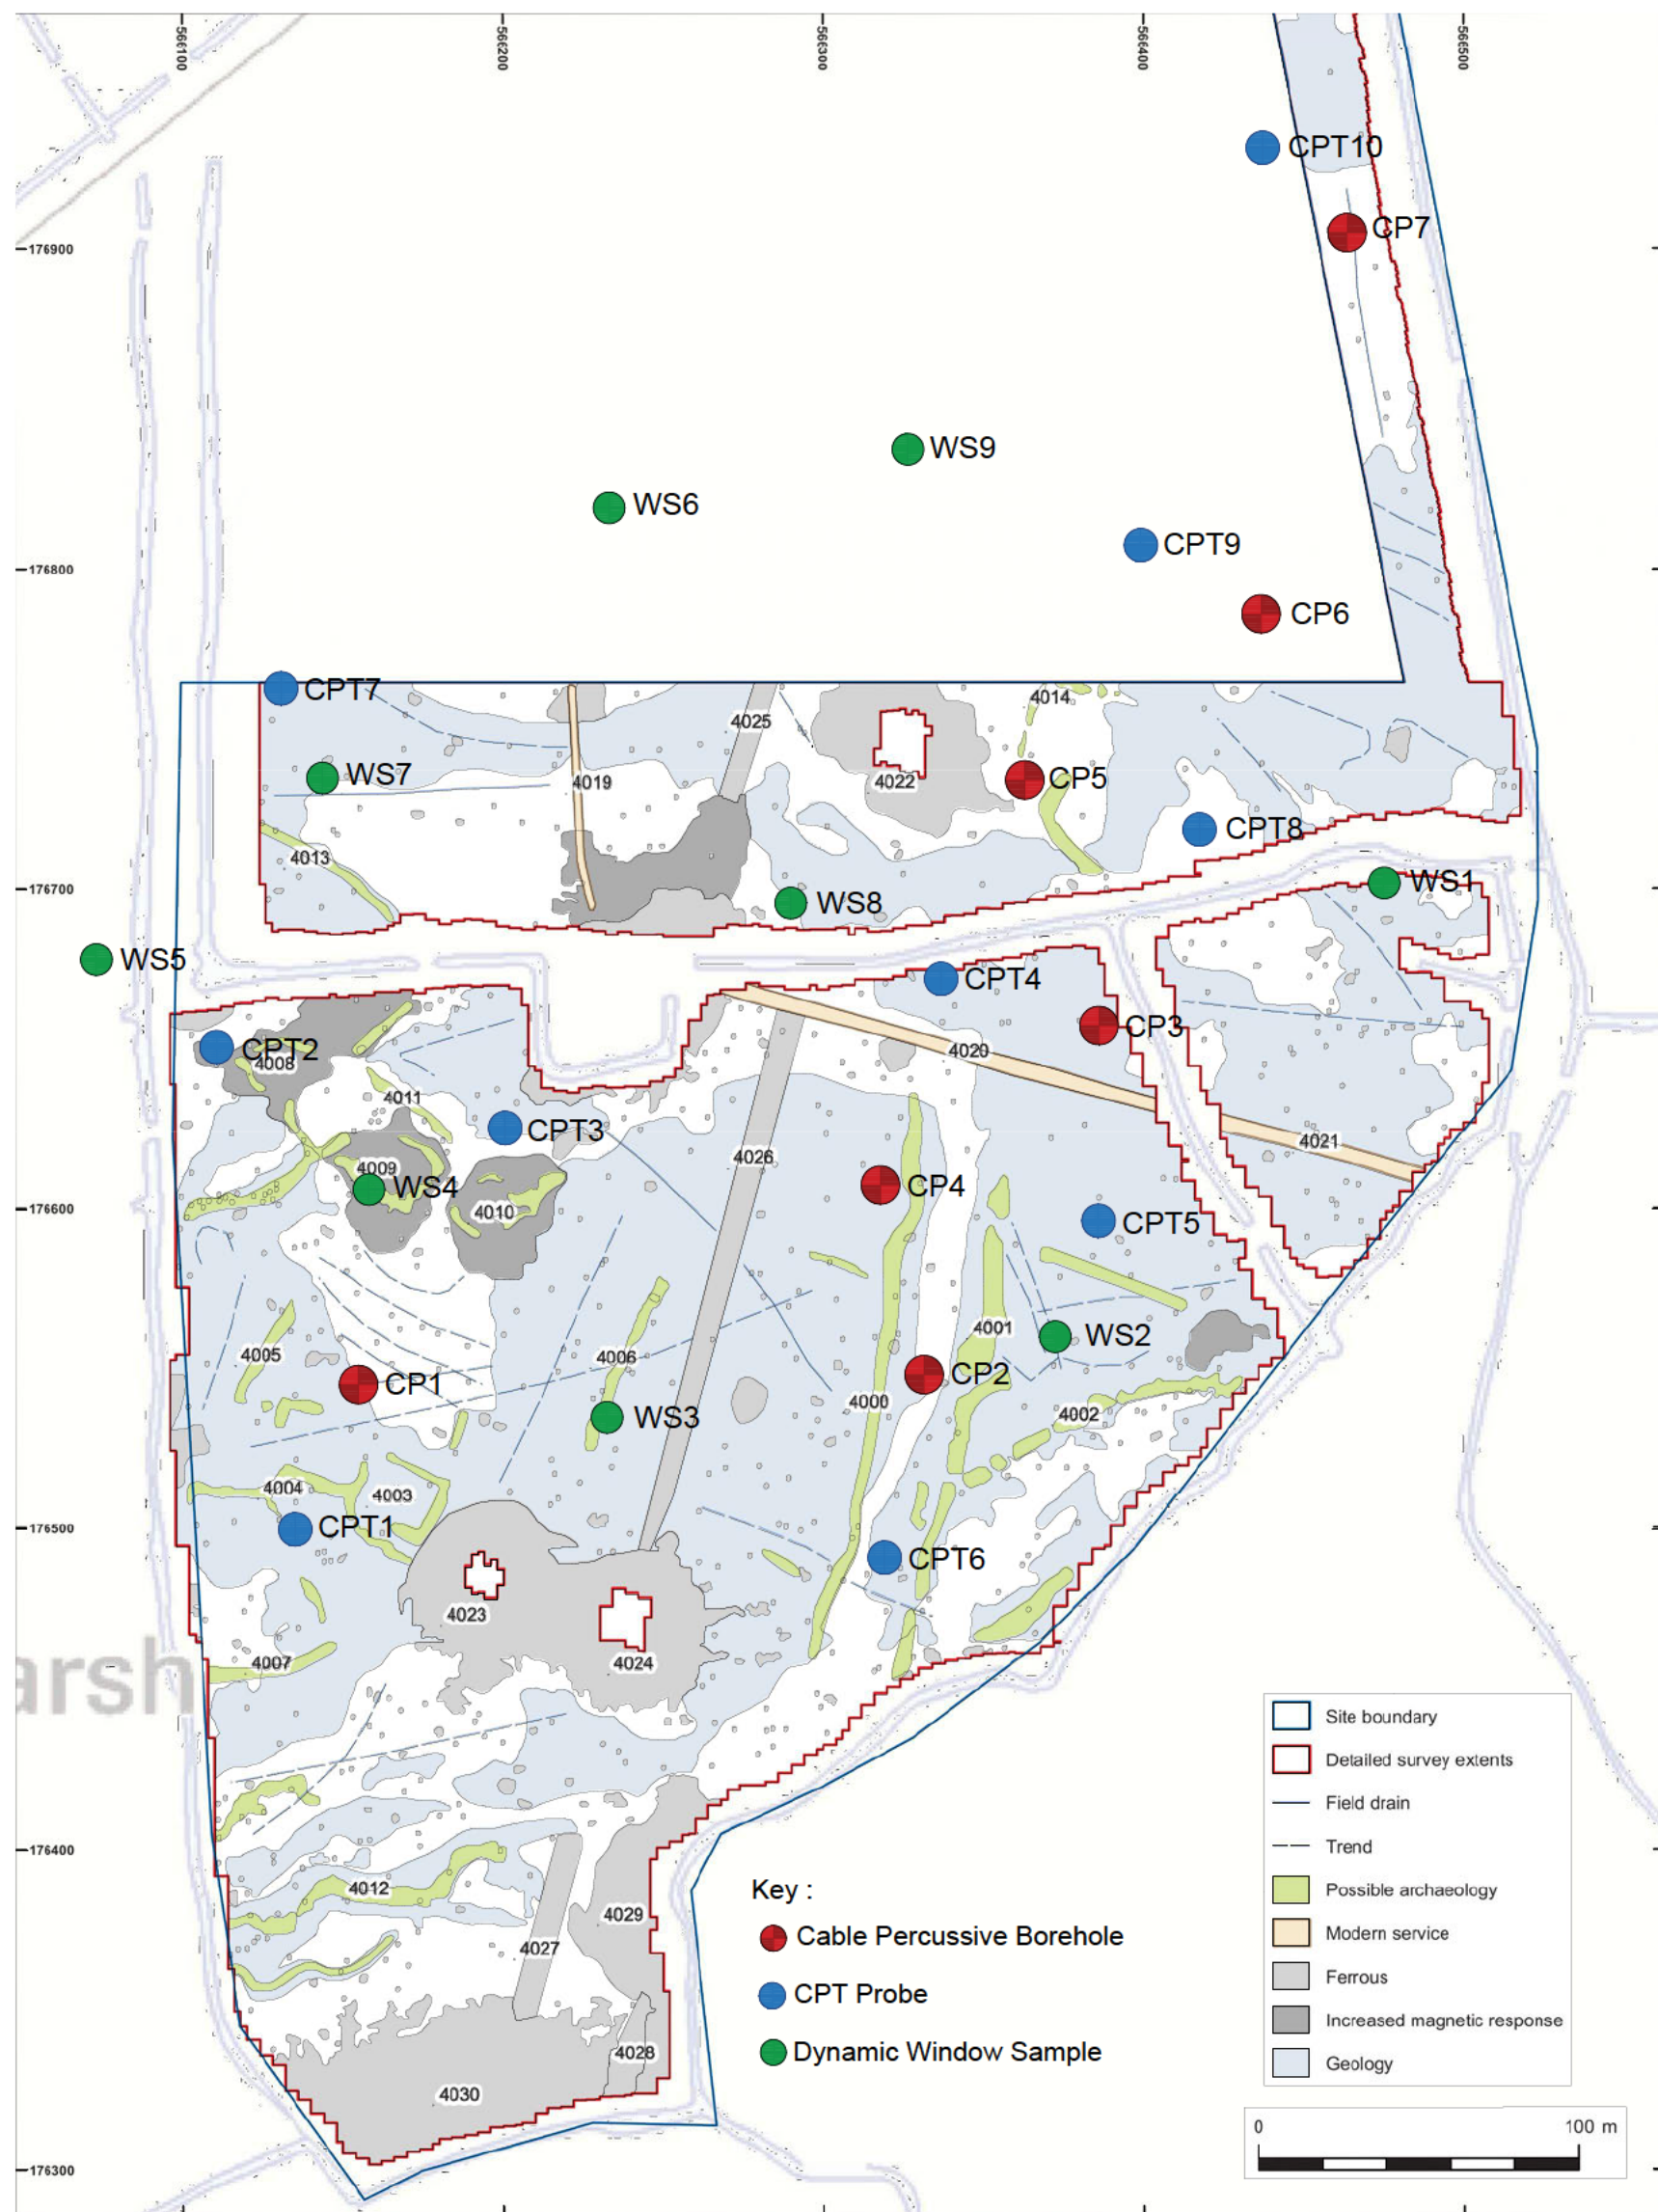 566100
566200
566300
566400
566500
CPT10
CP7
176900
WS9
WS6
176800
CPT9
CP6
CPT7
4014
4025
WS7
4019
4022
CP5
CPT8
4013
176700
WS8
WS1
WS5
CPT4
CP3
CPT2
4008
4020
4011
CPT3
4021
4026
4009
WS4
CP4
176600
4010
CPT5
4001
WS2
4005
4006
CP1
CP2
4000
4002
WS3
4004
4003
176500
CPT1
CPT6
4023
4024
4007
arsh
176400
4012
4029
4027
4028
4030
176300
Key :
Cable Percussive Borehole
CPT Probe
Dynamic Window Sample
Site boundary
Detailed survey extents
Field drain
Trend
Possible archaeology
Modern service
Ferrous
Increased magnetic response
Geology
0 100 m